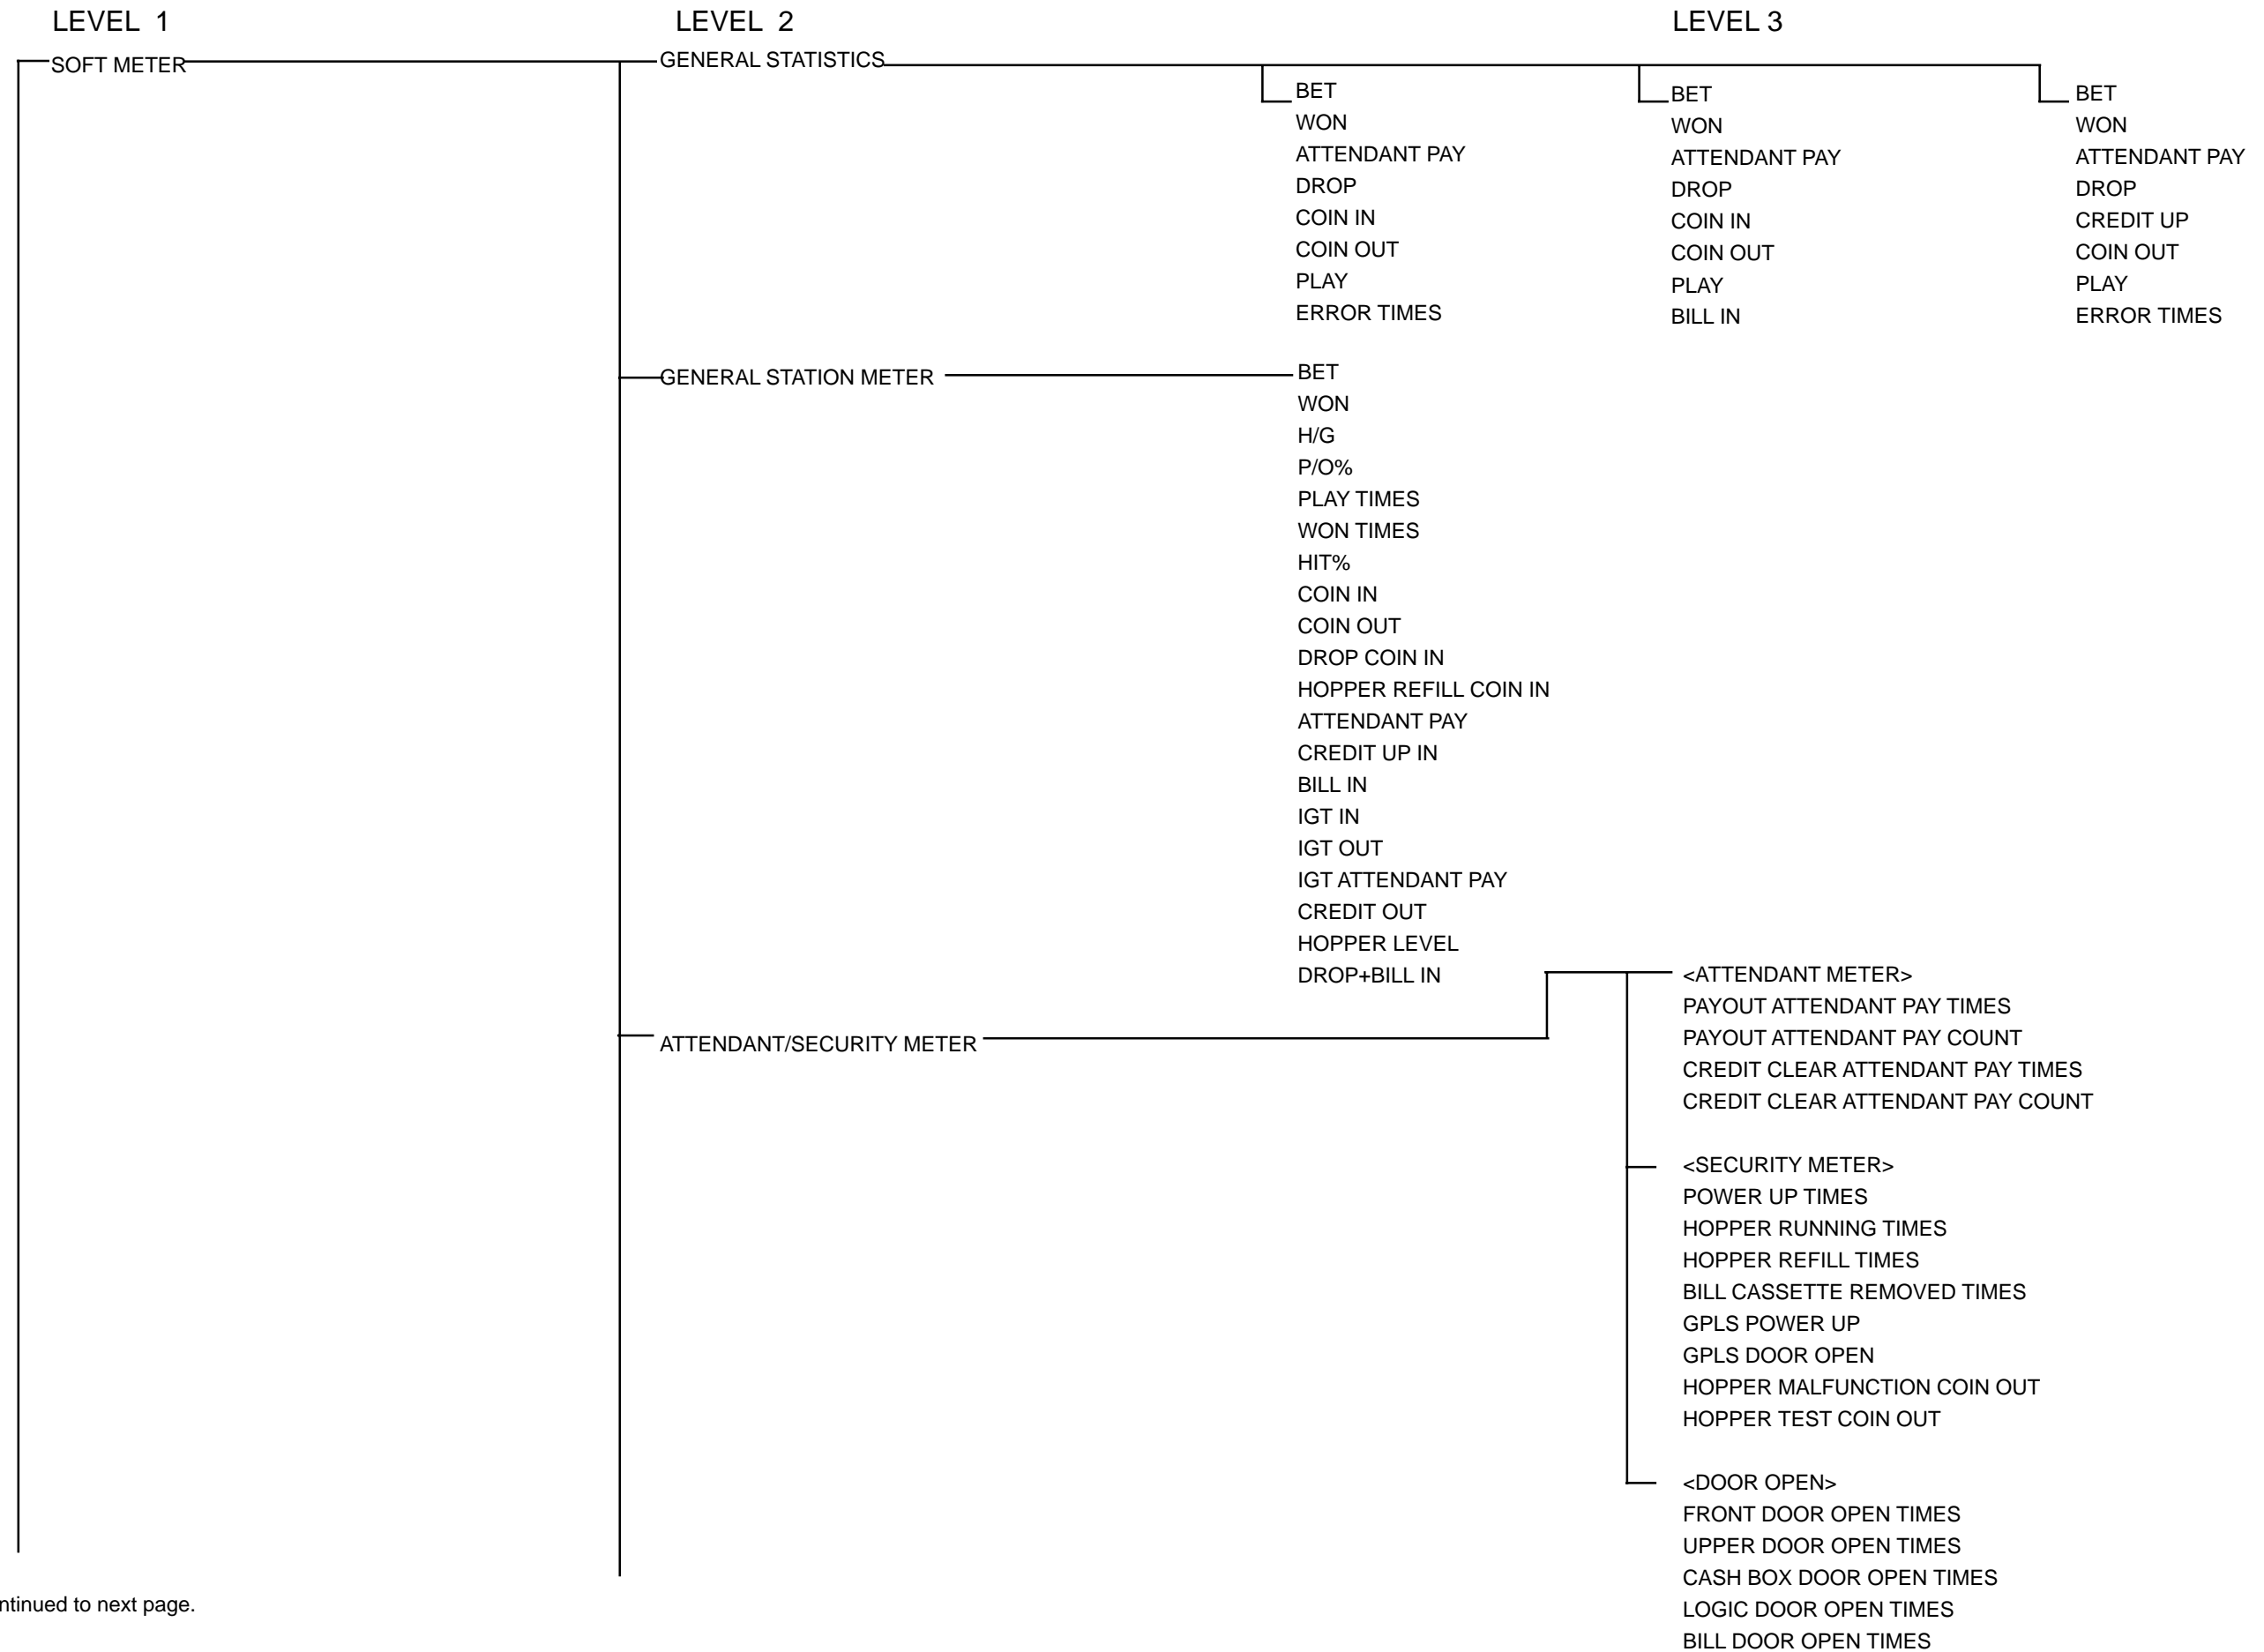 LEVEL 1
LEVEL 2
LEVEL 3
SOFT METER
GENERAL STATISTICS
BET
WON
ATTENDANT PAY
DROP
COIN IN
COIN OUT
PLAY
ERROR TIMES
BET
WON
ATTENDANT PAY
DROP
COIN IN
COIN OUT
PLAY
BILL IN
BET
WON
ATTENDANT PAY
DROP
CREDIT UP
COIN OUT
PLAY
ERROR TIMES
GENERAL STATION METER
BET
WON
H/G
P/O%
PLAY TIMES
WON TIMES
HIT%
COIN IN
COIN OUT
DROP COIN IN
HOPPER REFILL COIN IN
ATTENDANT PAY
CREDIT UP IN
BILL IN
IGT IN
IGT OUT
IGT ATTENDANT PAY
CREDIT OUT
HOPPER LEVEL
DROP+BILL IN
ATTENDANT/SECURITY METER
<ATTENDANT METER>
PAYOUT ATTENDANT PAY TIMES
PAYOUT ATTENDANT PAY COUNT
CREDIT CLEAR ATTENDANT PAY TIMES
CREDIT CLEAR ATTENDANT PAY COUNT
<SECURITY METER>
POWER UP TIMES
HOPPER RUNNING TIMES
HOPPER REFILL TIMES
BILL CASSETTE REMOVED TIMES
GPLS POWER UP
GPLS DOOR OPEN
HOPPER MALFUNCTION COIN OUT
HOPPER TEST COIN OUT
<DOOR OPEN>
FRONT DOOR OPEN TIMES
UPPER DOOR OPEN TIMES
CASH BOX DOOR OPEN TIMES
LOGIC DOOR OPEN TIMES
BILL DOOR OPEN TIMES
ntinued to next page.